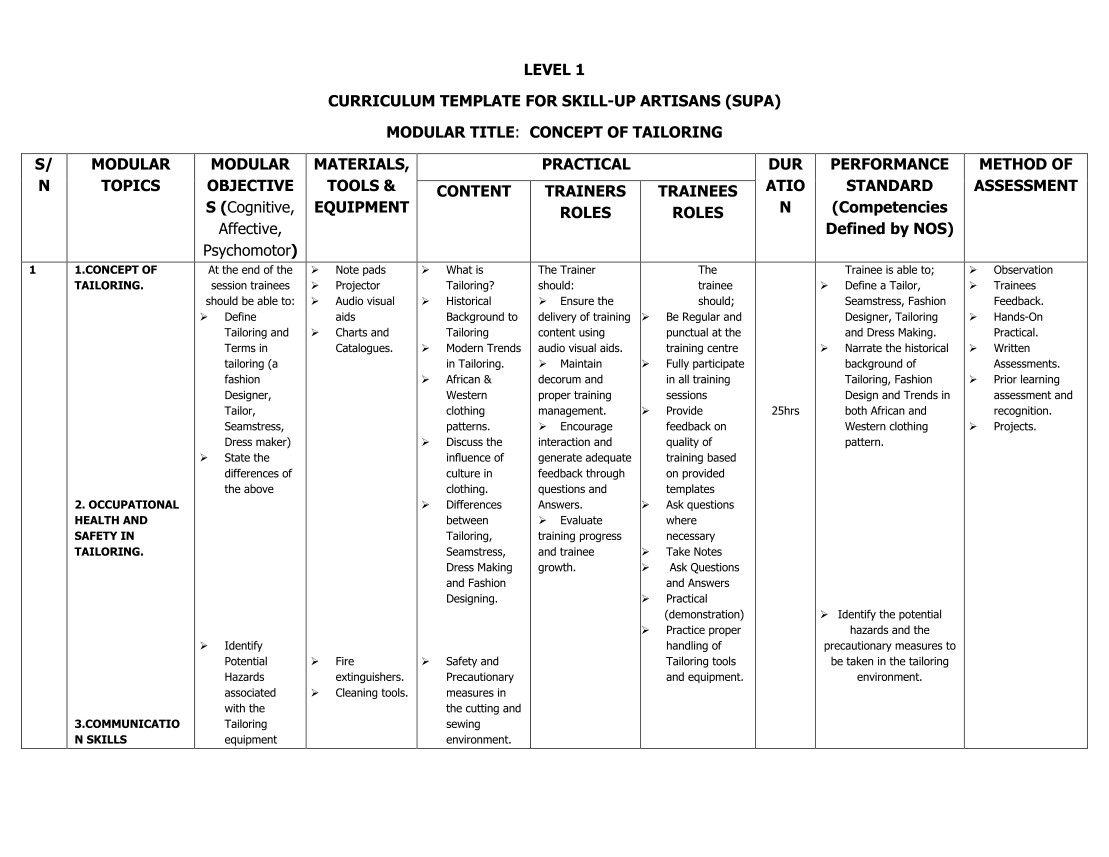 LEVEL 1
CURRICULUM TEMPLATE FOR SKILL-UP ARTISANS (SUPA)
MODULAR TITLE: CONCEPT OF TAILORING
S/
N
MODULAR
TOPICS
MODULAR
OBJECTIVE
S (Cognitive,
Affective,
Psychomotor)
MATERIALS,
TOOLS &
EQUIPMENT
PRACTICAL
CONTENT
TRAINERS
ROLES
TRAINEES
ROLES
DUR
ATIO
N
PERFORMANCE
STANDARD
(Competencies
Defined by NOS)
METHOD OF
ASSESSMENT
1
1.CONCEPT OF
TAILORING.
2. OCCUPATIONAL
HEALTH AND
SAFETY IN
TAILORING.
3.COMMUNICATIO
N SKILLS
At the end of the
session trainees
should be able to:
➢ Define
Tailoring and
Terms in
tailoring (a
fashion
Designer,
Tailor,
Seamstress,
Dress maker)
➢ State the
differences of
the above
➢ Identify
Potential
Hazards
associated
with the
Tailoring
equipment
➢ Note pads
➢ Projector
➢ Audio visual
aids
➢ Charts and
Catalogues.
➢ Fire
extinguishers.
➢ Cleaning tools.
➢ What is
Tailoring?
➢ Historical
Background to
Tailoring
➢ Modern Trends
in Tailoring.
➢ African &
Western
clothing
patterns.
➢ Discuss the
influence of
culture in
clothing.
➢ Differences
between
Tailoring,
Seamstress,
Dress Making
and Fashion
Designing.
➢ Safety and
Precautionary
measures in
the cutting and
sewing
environment.
The Trainer
should:
➢ Ensure the
delivery of training
content using
audio visual aids.
➢ Maintain
decorum and
proper training
management.
➢ Encourage
interaction and
generate adequate
feedback through
questions and
Answers.
➢ Evaluate
training progress
and trainee
growth.
The
trainee
should;
➢ Be Regular and
punctual at the
training centre
➢ Fully participate
in all training
sessions
➢ Provide
feedback on
quality of
training based
on provided
templates
➢ Ask questions
where
necessary
➢ Take Notes
➢ Ask Questions
and Answers
➢ Practical
(demonstration)
➢ Practice proper
handling of
Tailoring tools
and equipment.
25hrs
Trainee is able to;
➢ Define a Tailor,
Seamstress, Fashion
Designer, Tailoring
and Dress Making.
➢ Narrate the historical
background of
Tailoring, Fashion
Design and Trends in
both African and
Western clothing
pattern.
➢ Identify the potential
hazards and the
precautionary measures to
be taken in the tailoring
environment.
➢ Observation
➢ Trainees
Feedback.
➢ Hands-On
Practical.
➢ Written
Assessments.
➢ Prior learning
assessment and
recognition.
➢ Projects.